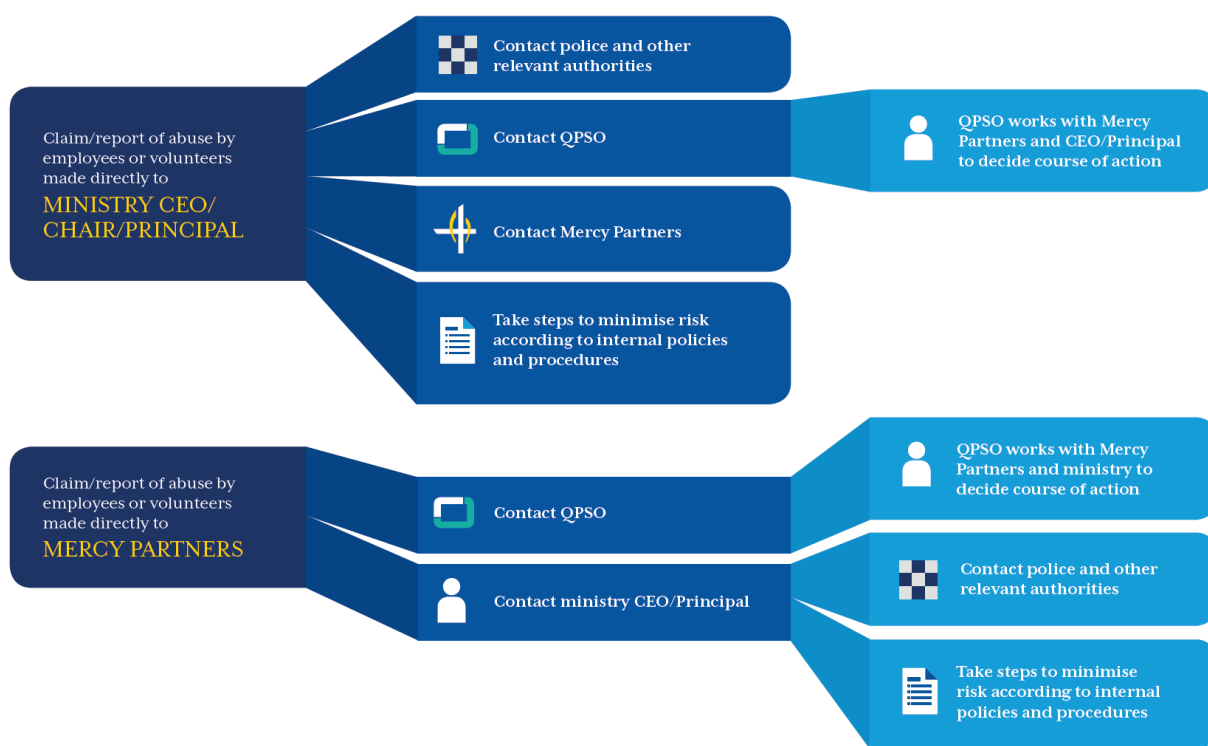 Claim/report of abuse by
employees or volunteers
made directly to
MINISTRY CEO/
CHAIR/PRINCIPAL
Contact police and other
relevant authorities
Contact QPSO
QPSO works with Mercy
Partners and CEO/Principal
to decide course of action
Contact Mercy Partners
Take steps to minimise risk
according to internal policies
and procedures
Claim/report of abuse by
employees or volunteers
made directly to
MERCY PARTNERS
Contact QPSO
QPSO works with Mercy
Partners and ministry to
decide course of action
Contact ministry CEO/Principal
Contact police and other
relevant authorities
Take steps to minimise
risk according to internal
policies and procedures